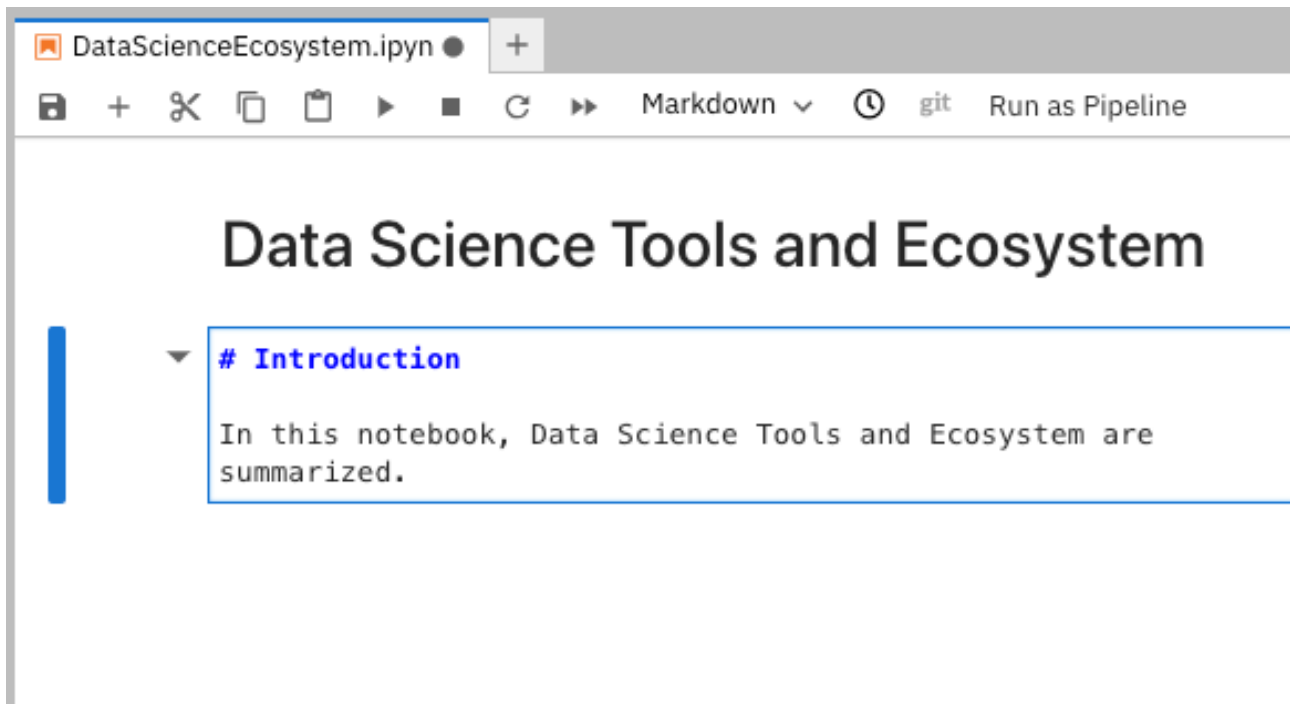 DataScienceEcosystem.ipyn
Markdown git Run as Pipeline
Data Science Tools and Ecosystem
# Introduction
In this notebook, Data Science Tools and Ecosystem are
summarized.